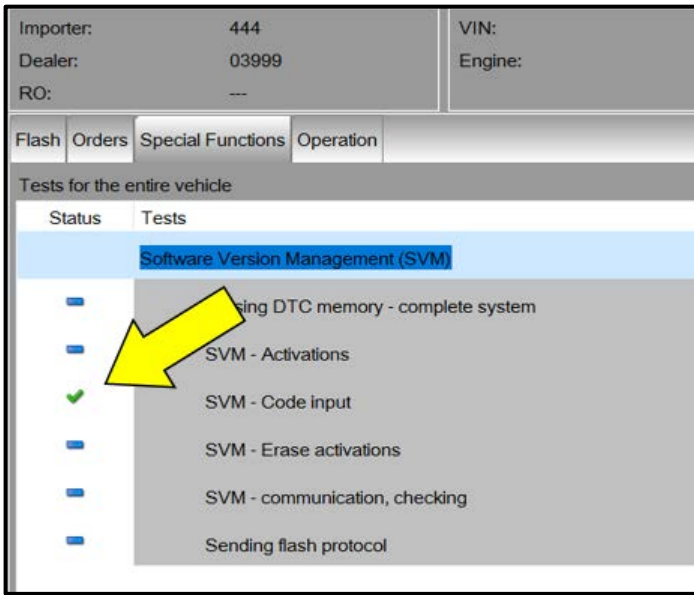 Importer: 444 VIN:
Dealer: 03999 Engine:
RO: ---
Flash Orders Special Functions Operation
Tests for the entire vehicle
Status Tests
Software Version Management (SVM)
DTC memory - complete system
SVM - Activations
SVM - Code input
SVM - Erase activations
SVM - communication, checking
Sending flash protocol